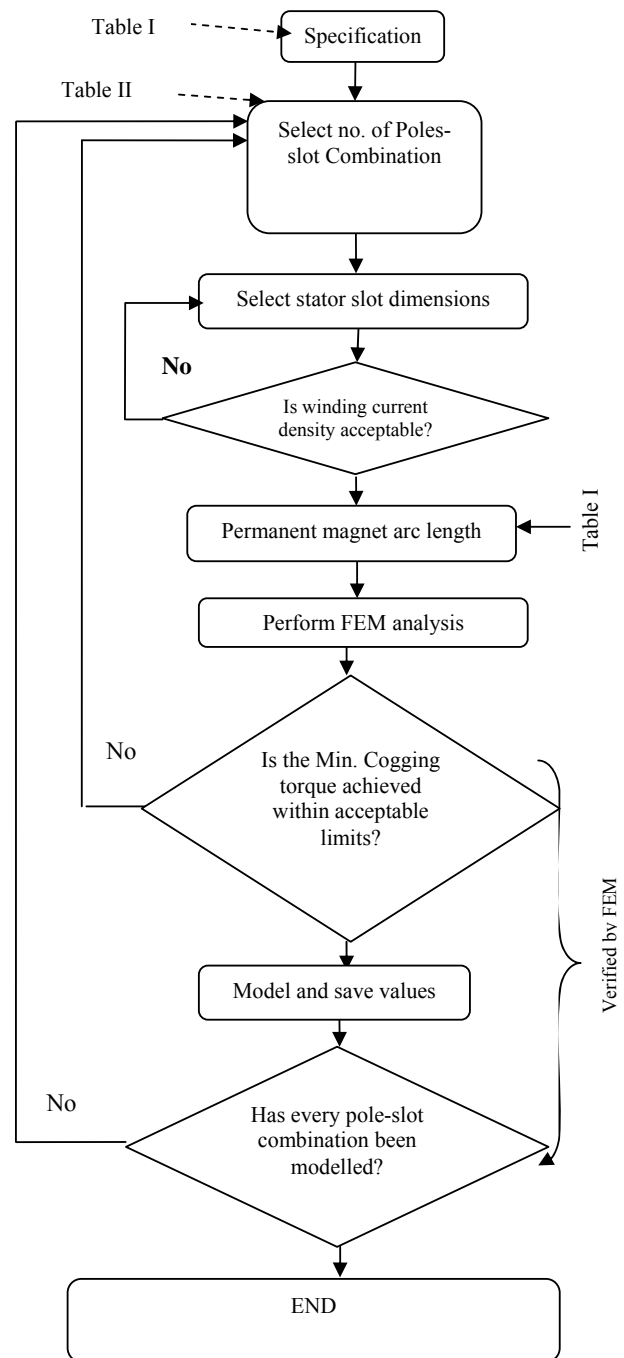 Table I
Specification
Table II
Select no. of Poles-
slot Combination
Select stator slot dimensions
No
Is winding current
density acceptable?
Permanent magnet arc length
Table I
Perform FEM analysis
No
Is the Min. Cogging
torque achieved
within acceptable
limits?
Verified by FEM
Model and save values
No
Has every pole-slot
combination been
modelled?
END